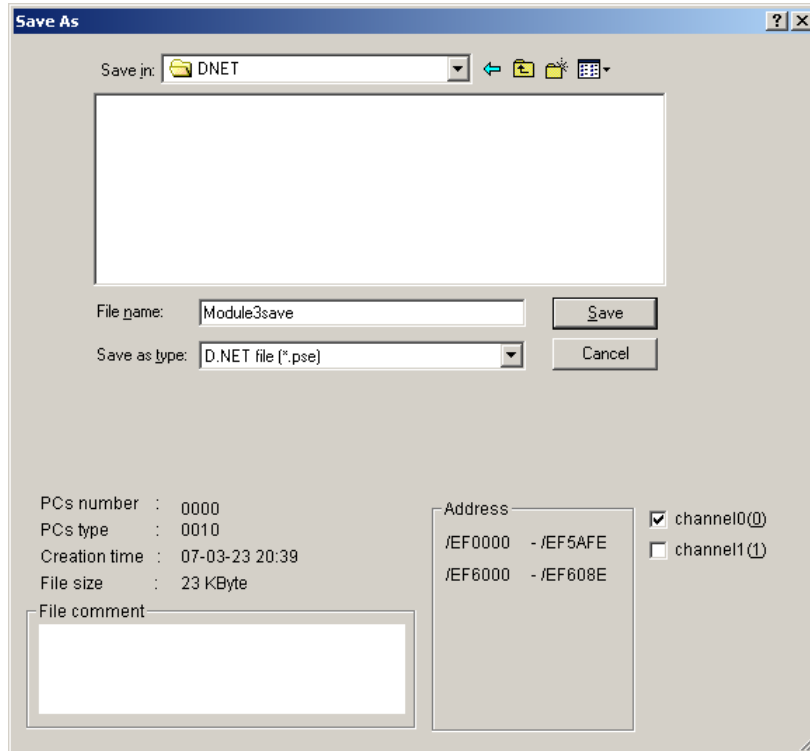 Save As
Save in: DNET
File name: Module3save Save
Save as type: D.NET file (*.pse) Cancel
PCs number : 0000
PCs type : 0010
Creation time : 07-03-23 20:39
File size : 23 KByte
File comment
Address
/EF0000 - /EF5AFE
/EF6000 - /EF608E
channel0(0)
channel1(1)